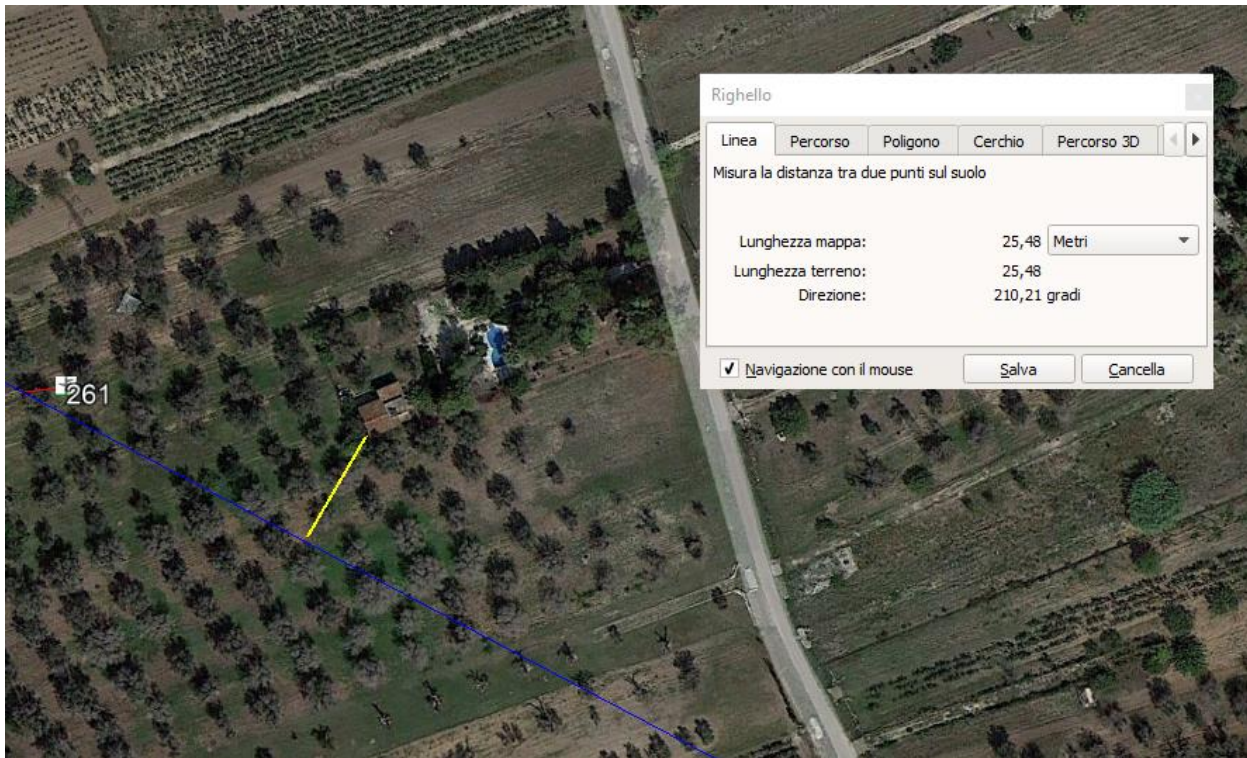 Righello
Linea Percorso Poligono Cerchio Percorso 3D
Misura la distanza tra due punti sul suolo
Lunghezza mappa: 25,48 Metri
Lunghezza terreno: 25,48
Direzione: 210,21 gradi
Navigazione con il mouse Salva Cancella
261